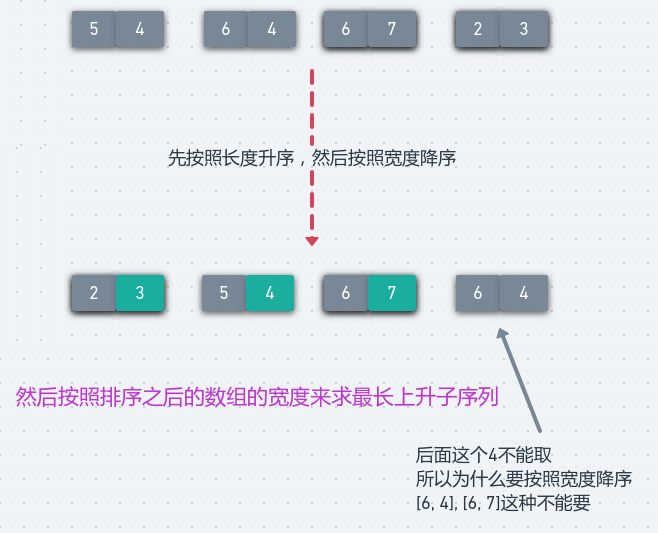 5 4 6 4 6 7 2 3
先按照长度升序，然后按照宽度降序
2 3 5 4 6 7 6 4
然后按照排序之后的数组的宽度来求最长上升子序列
后面这个4不能取
所以为什么要按照宽度降序
[6, 4], [6, 7]这种不能要